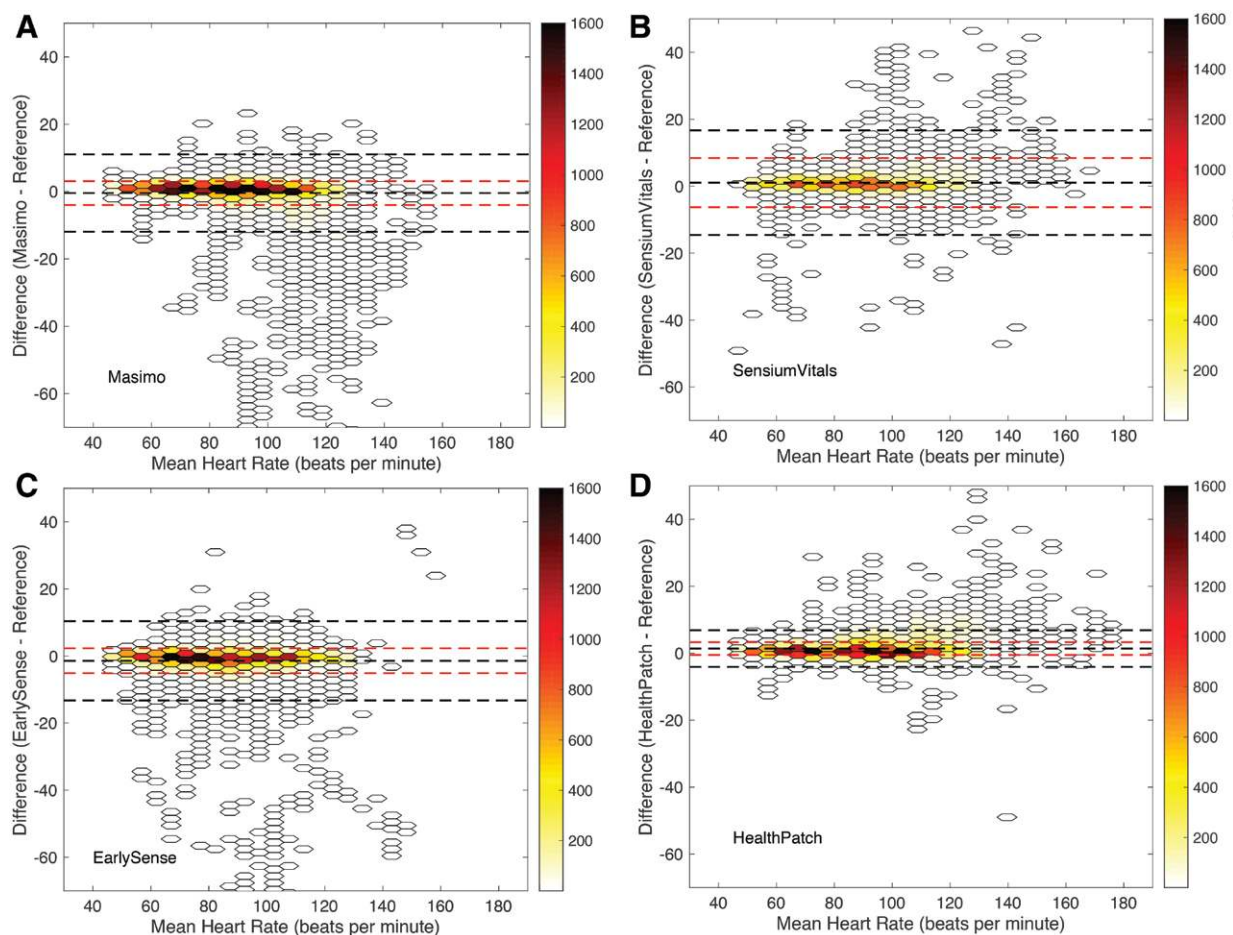 A
1600
40
1400
20
1200
0
1000
-20
800
-40
600
-60
400
200
Difference (Masimo - Reference)
Masimo
40 60 80 100 120 140 160 180
Mean Heart Rate (beats per minute)
B
1600
40
1400
20
1200
0
1000
-20
800
-40
600
-60
400
200
Difference (SensiumVitals - Reference)
SensiumVitals
40 60 80 100 120 140 160 180
Mean Heart Rate (beats per minute)
C
1600
40
1400
20
1200
0
1000
-20
800
-40
600
-60
400
200
Difference (EarlySense - Reference)
EarlySense
40 60 80 100 120 140 160 180
Mean Heart Rate (beats per minute)
D
1600
40
1400
20
1200
0
1000
-20
800
-40
600
-60
400
200
Difference (HealthPatch - Reference)
HealthPatch
40 60 80 100 120 140 160 180
Mean Heart Rate (beats per minute)